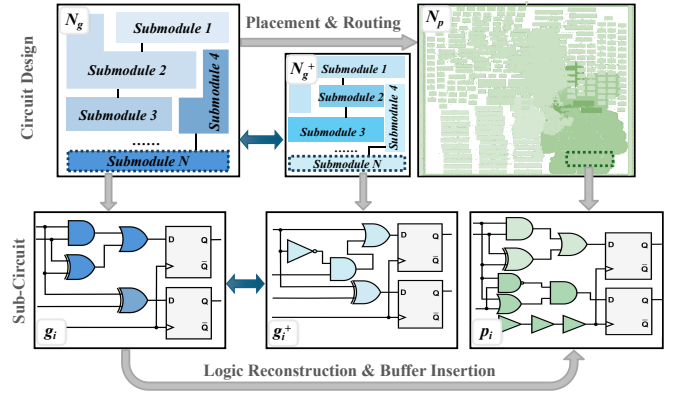 N_g
Submodule 1
Submodule 2
Submodule 3
Submodule 4
......
Submodule N
Placement & Routing
N_g^+
Submodule 1
Submodule 2
Submodule 3
Submodule 4
......
Submodule N
N_p
Circuit Design
Sub-Circuit
D Q
Q̅
D Q
Q̅
g_i
D Q
Q̅
D Q
Q̅
g_i^+
D Q
Q̅
D Q
Q̅
p_i
Logic Reconstruction & Buffer Insertion